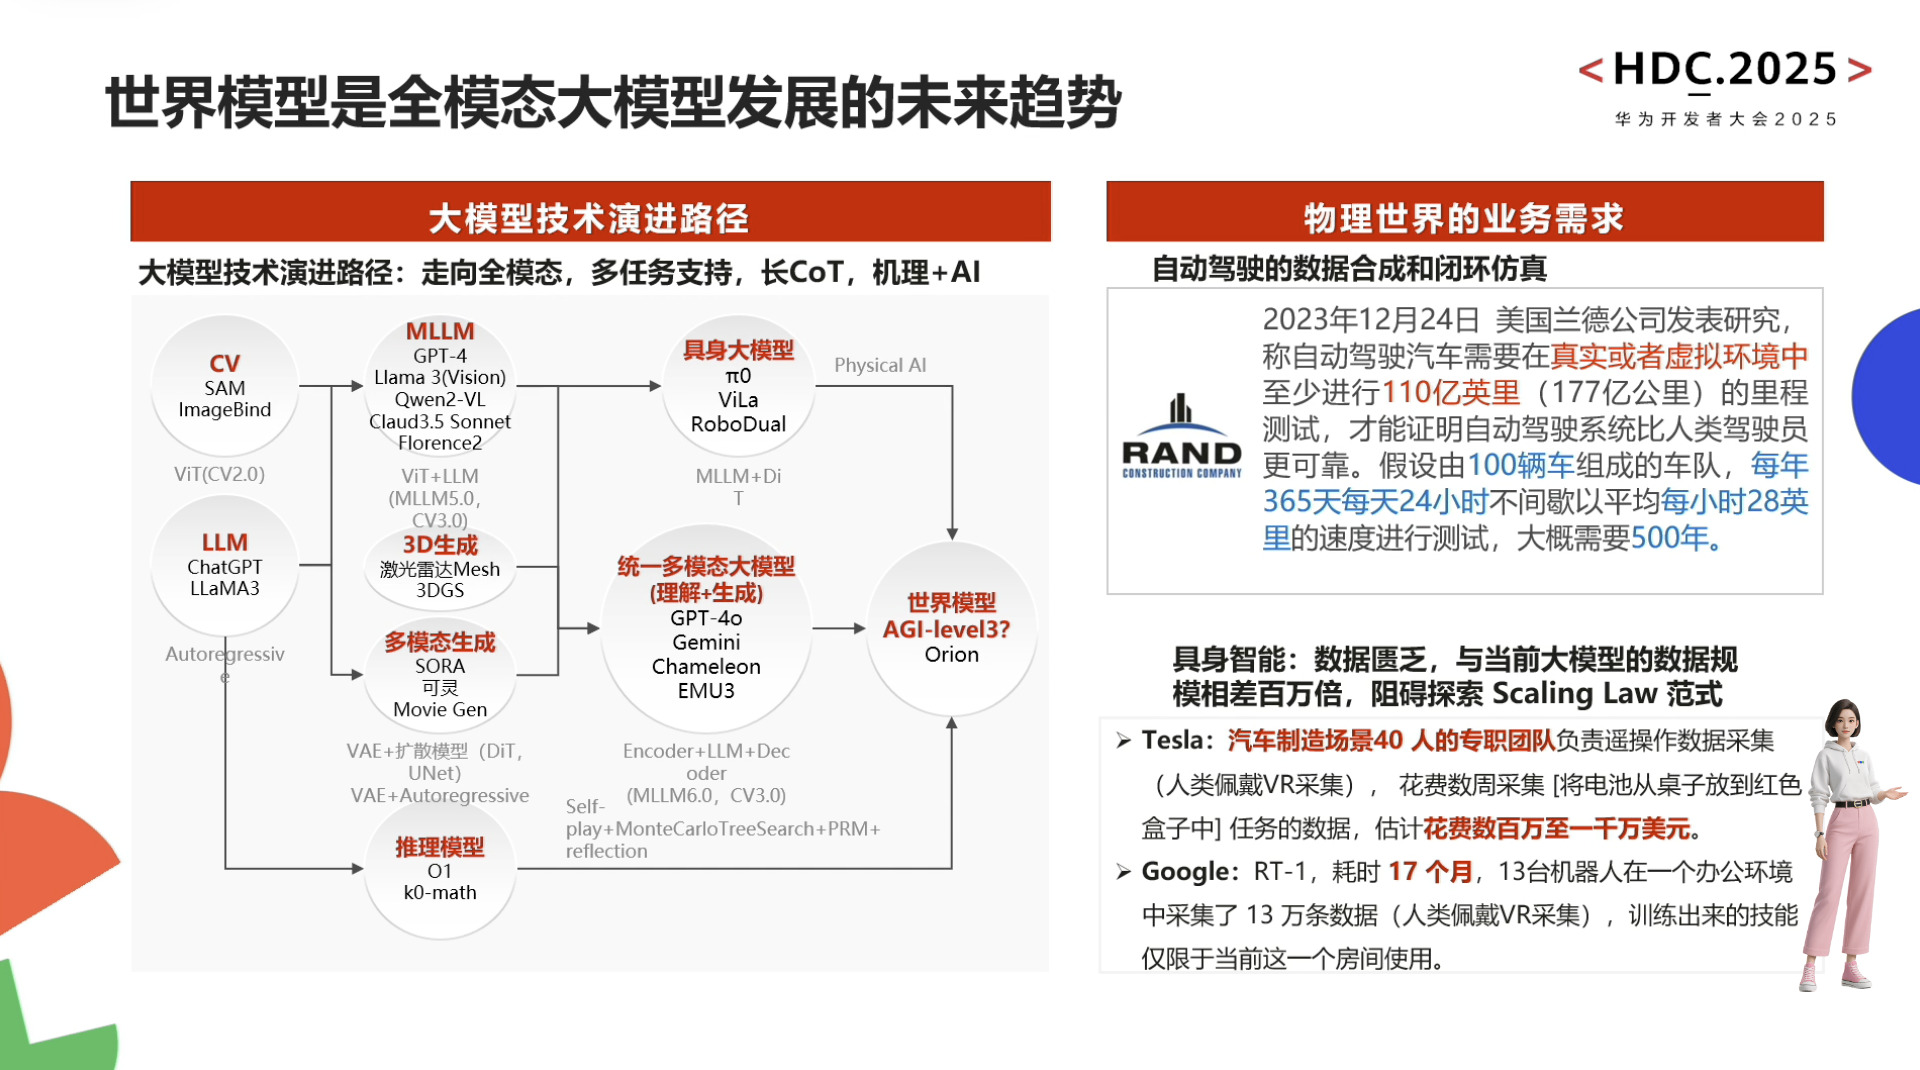 世界模型是全模态大模型发展的未来趋势
<HDC.2025>
华为开发者大会2025
大模型技术演进路径
大模型技术演进路径：走向全模态，多任务支持，长CoT，机理+AI
CV
SAM
ImageBind
ViT(CV2.0)
LLM
ChatGPT
LLaMA3
Autoregressiv
e
MLLM
GPT-4
Llama 3(Vision)
Qwen2-VL
Claud3.5 Sonnet
Florence2
ViT+LLM
(MLLM5.0,
CV3.0)
3D生成
激光雷达Mesh
3DGS
多模态生成
SORA
可灵
Movie Gen
VAE+扩散模型（DiT,
UNet）
VAE+Autoregressive
推理模型
O1
k0-math
具身大模型
π0
ViLa
RoboDual
MLLM+Di
T
Physical AI
统一多模态大模型
(理解+生成)
GPT-4o
Gemini
Chameleon
EMU3
Encoder+LLM+Dec
oder
(MLLM6.0，CV3.0)
Self-
play+MonteCarloTreeSearch+PRM+
reflection
世界模型
AGI-level3?
Orion
物理世界的业务需求
自动驾驶的数据合成和闭环仿真
RAND
CONSTRUCTION COMPANY
2023年12月24日 美国兰德公司发表研究，
称自动驾驶汽车需要在真实或者虚拟环境中
至少进行110亿英里（177亿公里）的里程
测试，才能证明自动驾驶系统比人类驾驶员
更可靠。假设由100辆车组成的车队，每年
365天每天24小时不间歇以平均每小时28英
里的速度进行测试，大概需要500年。
具身智能：数据匮乏，与当前大模型的数据规
模相差百万倍，阻碍探索 Scaling Law 范式
➢ Tesla：汽车制造场景40 人的专职团队负责遥操作数据采集
（人类佩戴VR采集）， 花费数周采集 [将电池从桌子放到红色
盒子中] 任务的数据，估计花费数百万至一千万美元。
➢ Google：RT-1，耗时 17 个月，13台机器人在一个办公环境
中采集了 13 万条数据（人类佩戴VR采集），训练出来的技能
仅限于当前这一个房间使用。